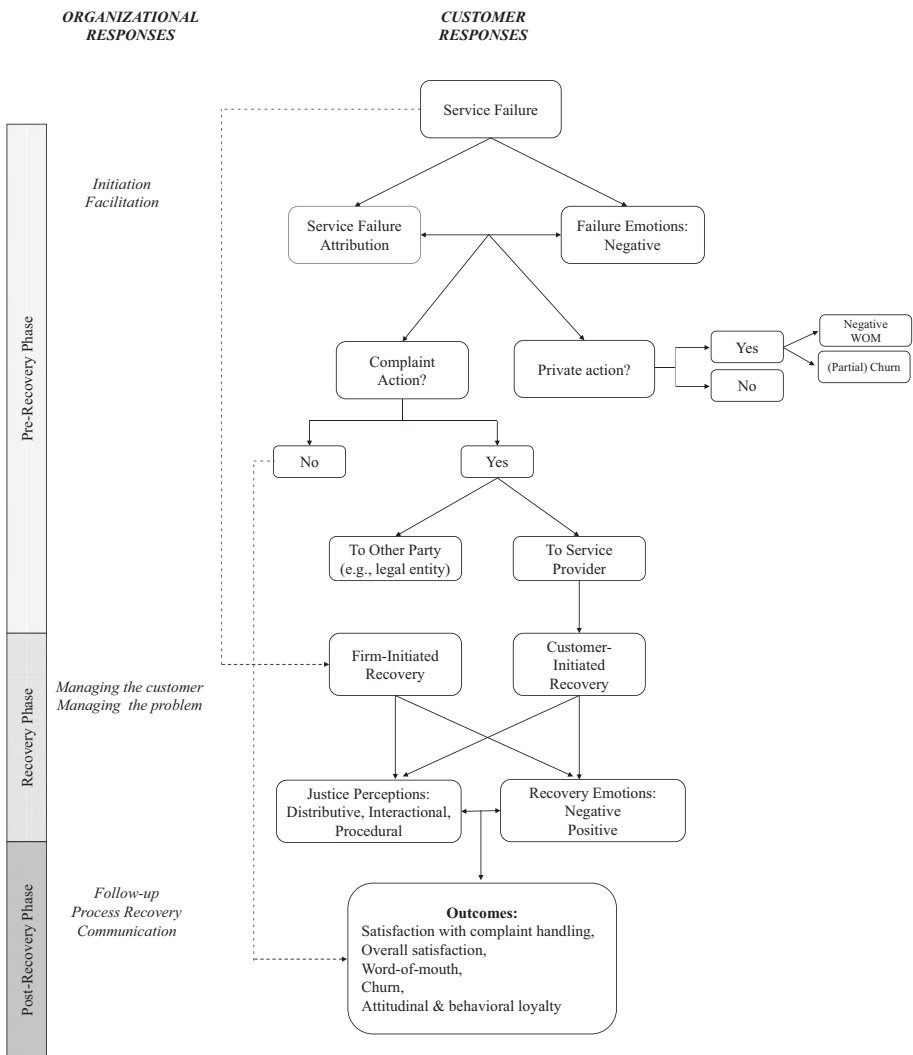 ORGANIZATIONAL
RESPONSES
CUSTOMER
RESPONSES
Service Failure
Initiation
Facilitation
Service Failure
Attribution
Failure Emotions:
Negative
Pre-Recovery Phase
Complaint
Action?
Private action?
Yes
No
Negative
WOM
(Partial) Churn
No
Yes
To Other Party
(e.g., legal entity)
To Service
Provider
Recovery Phase
Managing the customer
Managing the problem
Firm-Initiated
Recovery
Customer-
Initiated
Recovery
Justice Perceptions:
Distributive, Interactional,
Procedural
Recovery Emotions:
Negative
Positive
Post-Recovery Phase
Follow-up
Process Recovery
Communication
Outcomes:
Satisfaction with complaint handling,
Overall satisfaction,
Word-of-mouth,
Churn,
Attitudinal & behavioral loyalty